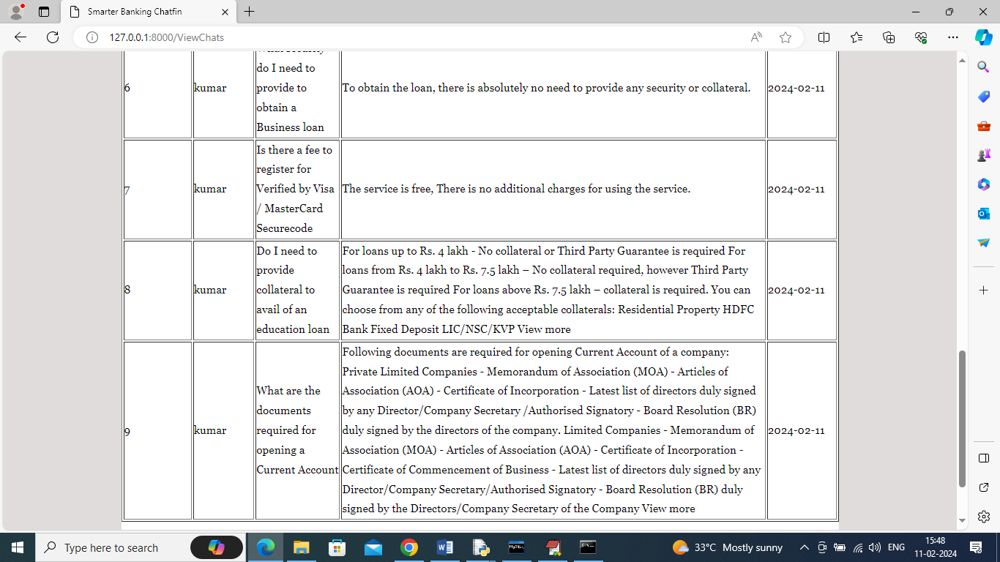 Smarter Banking Chatfin
127.0.0.1:8000/ViewChats
6
kumar
do I need to
provide to
obtain a
Business loan
To obtain the loan, there is absolutely no need to provide any security or collateral.
2024-02-11
7
kumar
Is there a fee to
register for
Verified by Visa
/ MasterCard
Securecode
The service is free, There is no additional charges for using the service.
2024-02-11
8
kumar
Do I need to
provide
collateral to
avail of an
education loan
For loans up to Rs. 4 lakh - No collateral or Third Party Guarantee is required For
loans from Rs. 4 lakh to Rs. 7.5 lakh – No collateral required, however Third Party
Guarantee is required For loans above Rs. 7.5 lakh – collateral is required. You can
choose from any of the following acceptable collaterals: Residential Property HDFC
Bank Fixed Deposit LIC/NSC/KVP View more
2024-02-11
9
kumar
What are the
documents
required for
opening a
Current Account
Following documents are required for opening Current Account of a company:
Private Limited Companies - Memorandum of Association (MOA) - Articles of
Association (AOA) - Certificate of Incorporation - Latest list of directors duly signed
by any Director/Company Secretary /Authorised Signatory - Board Resolution (BR)
duly signed by the directors of the company. Limited Companies - Memorandum of
Association (MOA) - Articles of Association (AOA) - Certificate of Incorporation -
Certificate of Commencement of Business - Latest list of directors duly signed by any
Director/Company Secretary/Authorised Signatory - Board Resolution (BR) duly
signed by the Directors/Company Secretary of the Company View more
2024-02-11
Type here to search
33°C Mostly sunny
ENG
15:48
11-02-2024